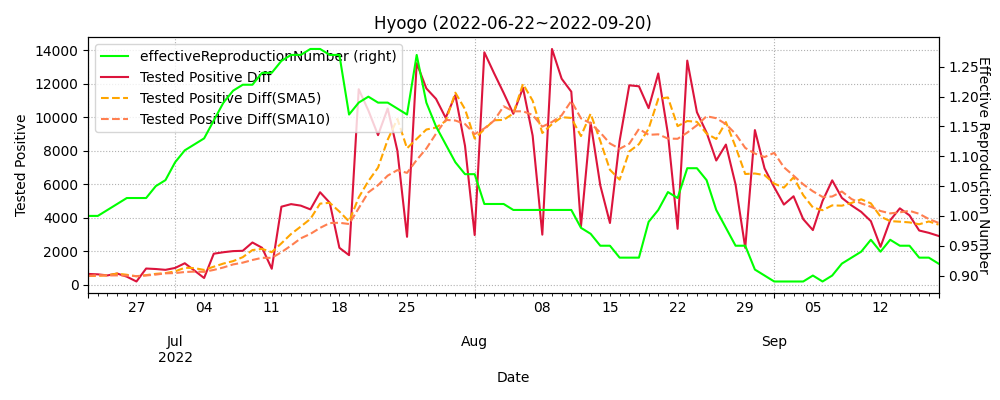 Hyogo (2022-06-22~2022-09-20)
effectiveReproductionNumber (right)
Tested Positive Diff
Tested Positive Diff(SMA5)
Tested Positive Diff(SMA10)
Tested Positive
14000
12000
10000
8000
6000
4000
2000
0
1.25
1.20
1.15
1.10
1.05
1.00
0.95
0.90
Effective Reproduction Number
27 04 11 18 25 08 15 22 29 05 12
Jul Aug Sep
2022
Date